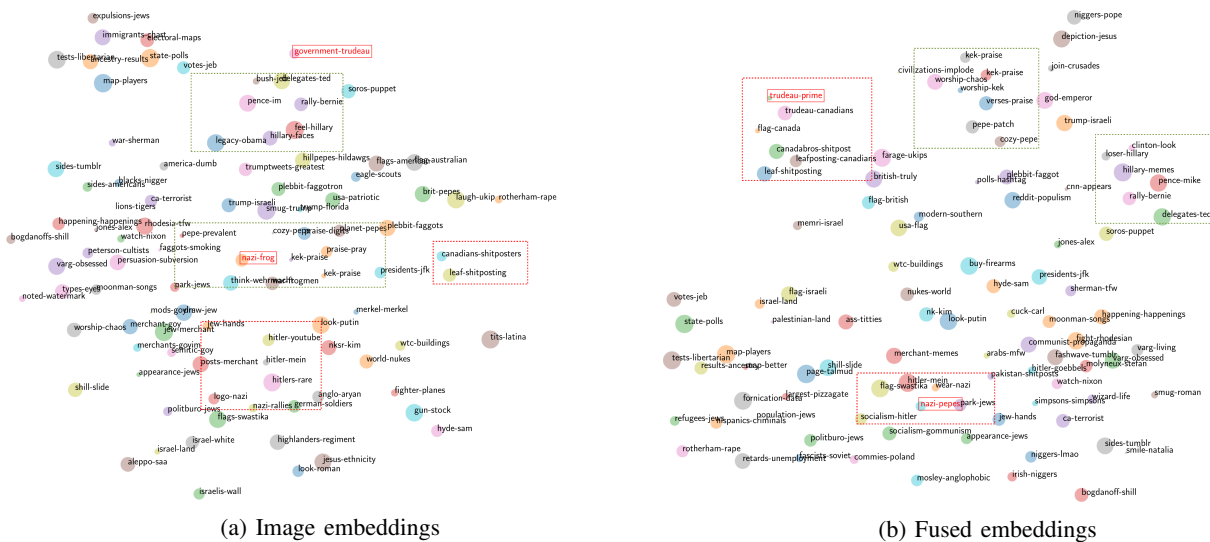 expulsions-jews
immigrants-chast
electoral-maps
government-trudeau
tests-libertarian
ancestry-results
state-polls
votes-jeb
map-players
bush-jeb
delegates-ted
soros-puppet
pence-im
rally-bernie
feel-hillary
legacy-obama
hillary-faces
war-sherman
sides-tumblr
america-dumb
hillpepes-hildawgs
flags-american
flag-australian
trumptweets-greatest
eagle-scouts
blacks-nigger
sides-americans
plebbit-faggotron
usa-patriotic
brit-pepes
laugh-ukip
rotherham-rape
ca-terrorist
lions-tigers
trump-israeli
smug-trump
trump-florida
happening-happenings
rhodesia-tfw
jones-alex
watch-nixon
bogdanoffs-shill
pepe-prevalent
cozy-pepe
praise-digits
planet-pepes
plebbit-faggots
peterson-cultists
faggots-smoking
persuasion-subversion
varg-obsessed
nazi-frog
kek-praise
praise-pray
canadians-shitposters
leaf-shitposting
kek-praise
presidents-jfk
think-wehrmacht
types-eyes
moonman-songs
park-jews
noted-watermark
mods-goyim
draw-jew
merkel-merkel
worship-chaos
merchant-goy
jew-merchant
jew-hands
look-putin
hitler-youtube
merchants-goyim
semitic-goy
nksr-kim
wtc-buildings
tits-latina
posts-merchant
hitler-mein
world-nukes
appearance-jews
hitlers-rare
shill-slide
logo-nazi
anglo-aryan
fighter-planes
politburo-jews
nazi-rallies
german-soldiers
flags-swastika
gun-stock
hyde-sam
israel-white
highlanders-regiment
israel-land
aleppo-saa
jesus-ethnicity
look-roman
israelis-wall
(a) Image embeddings
niggers-pope
depiction-jesus
kek-praise
civilizations-implode
kek-praise
join-crusades
worship-chaos
worship-kek
trudeau-prime
verses-praise
god-emperor
trudeau-canadians
pepe-patch
trump-israeli
flag-canada
cozy-pepe
clinton-look
canadabros-shitpost
leafposting-canadians
farage-ukips
loser-hillary
leaf-shitposting
british-truly
polls-hashtag
plebbit-faggot
hillary-memes
pence-mike
cnn-appears
flag-british
reddit-populism
rally-bernie
modern-southern
delegates-ted
memri-israel
usa-flag
soros-puppet
jones-alex
wtc-buildings
buy-firearms
presidents-jfk
votes-jeb
flag-israeli
israel-land
nukes-world
hyde-sam
sherman-tfw
state-polls
palestinian-land
ass-titties
nk-kim
look-putin
cuck-carl
moonman-songs
happening-happenings
fight-rhodesian
communist-propaganda
tests-libertarian
map-players
results-ancestry
stop-better
page-talmud
shill-slide
merchant-memes
arabs-mfw
fashwave-tumblr
varg-living
varg-obsessed
hitler-goebbels
molyneux-stefan
hitler-mein
flag-swastika
wear-nazi
pakistan-shitposts
watch-nixon
largest-pizzagate
fornication-data
nazi-pepes
park-jews
simpsons-simpsons
wizard-life
smug-roman
refugees-jews
population-jews
hispanics-criminals
socialism-hitler
jew-hands
ca-terrorist
politburo-jews
socialism-gommunism
appearance-jews
rotherham-rape
retards-unemployment
fascists-soviet
commies-poland
niggers-lmao
sides-tumblr
smile-natalia
mosley-anglophobic
irish-niggers
bogdanoff-shill
(b) Fused embeddings